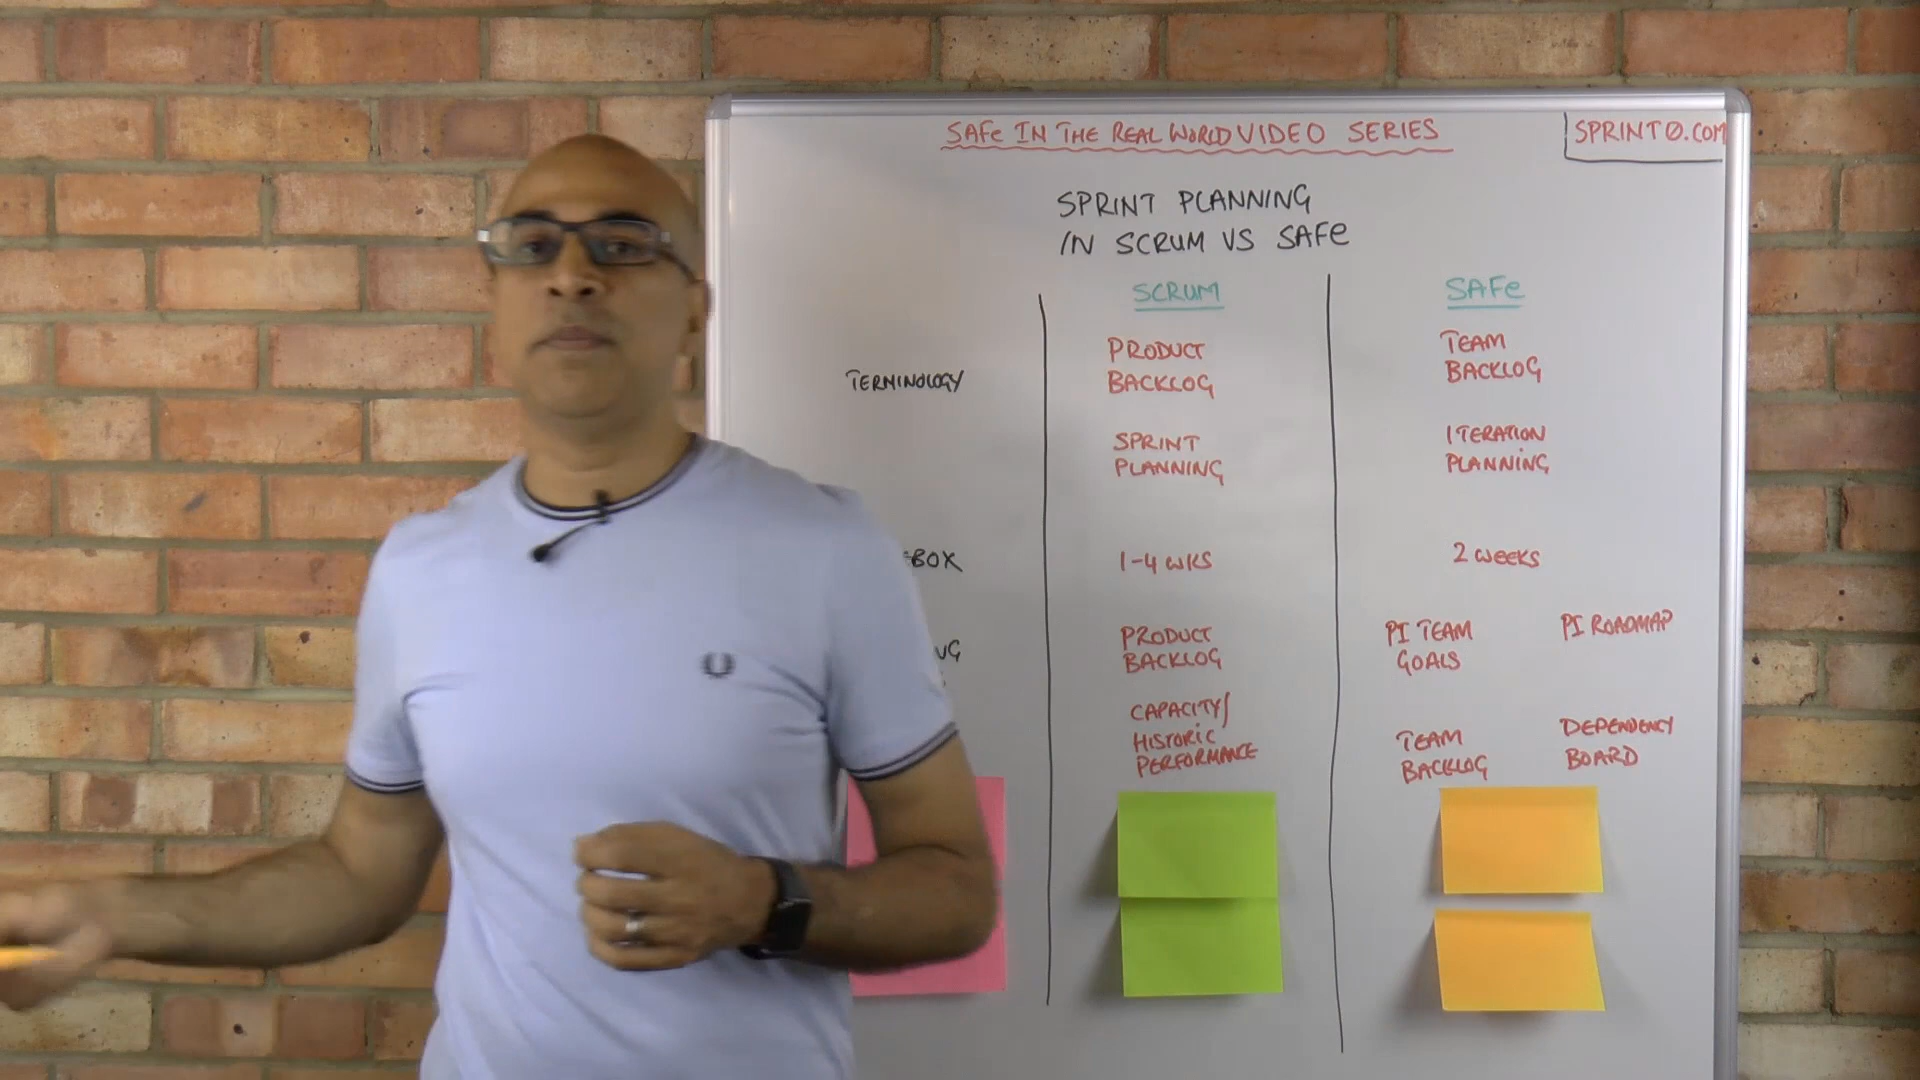 SAFe IN THE REAL WORLD VIDEO SERIES
SPRINT0.COM
SPRINT PLANNING
IN SCRUM VS SAFe
SCRUM
SAFe
TERMINOLOGY
PRODUCT
BACKLOG
TEAM
BACKLOG
SPRINT
PLANNING
ITERATION
PLANNING
BOX
1-4 WKS
2 WEEKS
PRODUCT
BACKLOG
PI TEAM
GOALS
PI ROADMAP
CAPACITY/
HISTORIC
PERFORMANCE
TEAM
BACKLOG
DEPENDENCY
BOARD